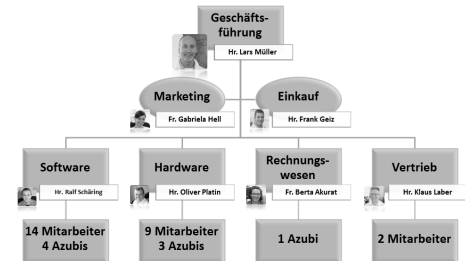 Geschäfts-
führung
Hr. Lars Müller
Marketing
Fr. Gabriela Hell
Einkauf
Hr. Frank Geiz
Software
Hr. Ralf Schäring
Hardware
Hr. Oliver Platin
Rechnungs-
wesen
Fr. Berta Akurat
Vertrieb
Hr. Klaus Laber
14 Mitarbeiter
4 Azubis
9 Mitarbeiter
3 Azubis
1 Azubi
2 Mitarbeiter